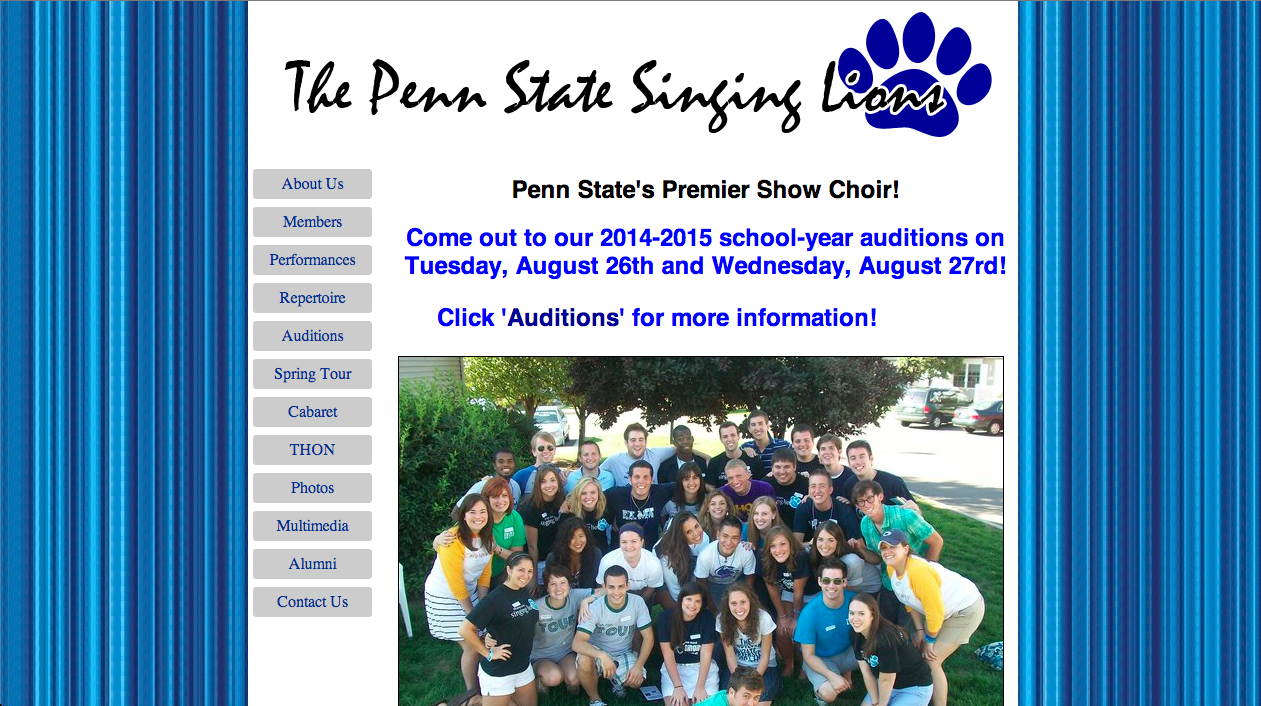 The Penn State Singing Lions
About Us
Members
Performances
Repertoire
Auditions
Spring Tour
Cabaret
THON
Photos
Multimedia
Alumni
Contact Us
Penn State's Premier Show Choir!
Come out to our 2014-2015 school-year auditions on
Tuesday, August 26th and Wednesday, August 27rd!
Click 'Auditions' for more information!
TOUR